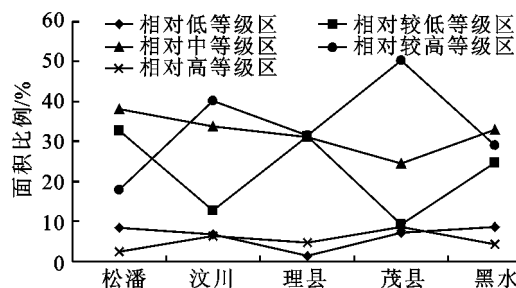 60
50
40
30
20
10
0
面积比例/%
相对低等级区 相对较低等级区
相对中等级区 相对较高等级区
相对高等级区
松潘 汶川 理县 茂县 黑水